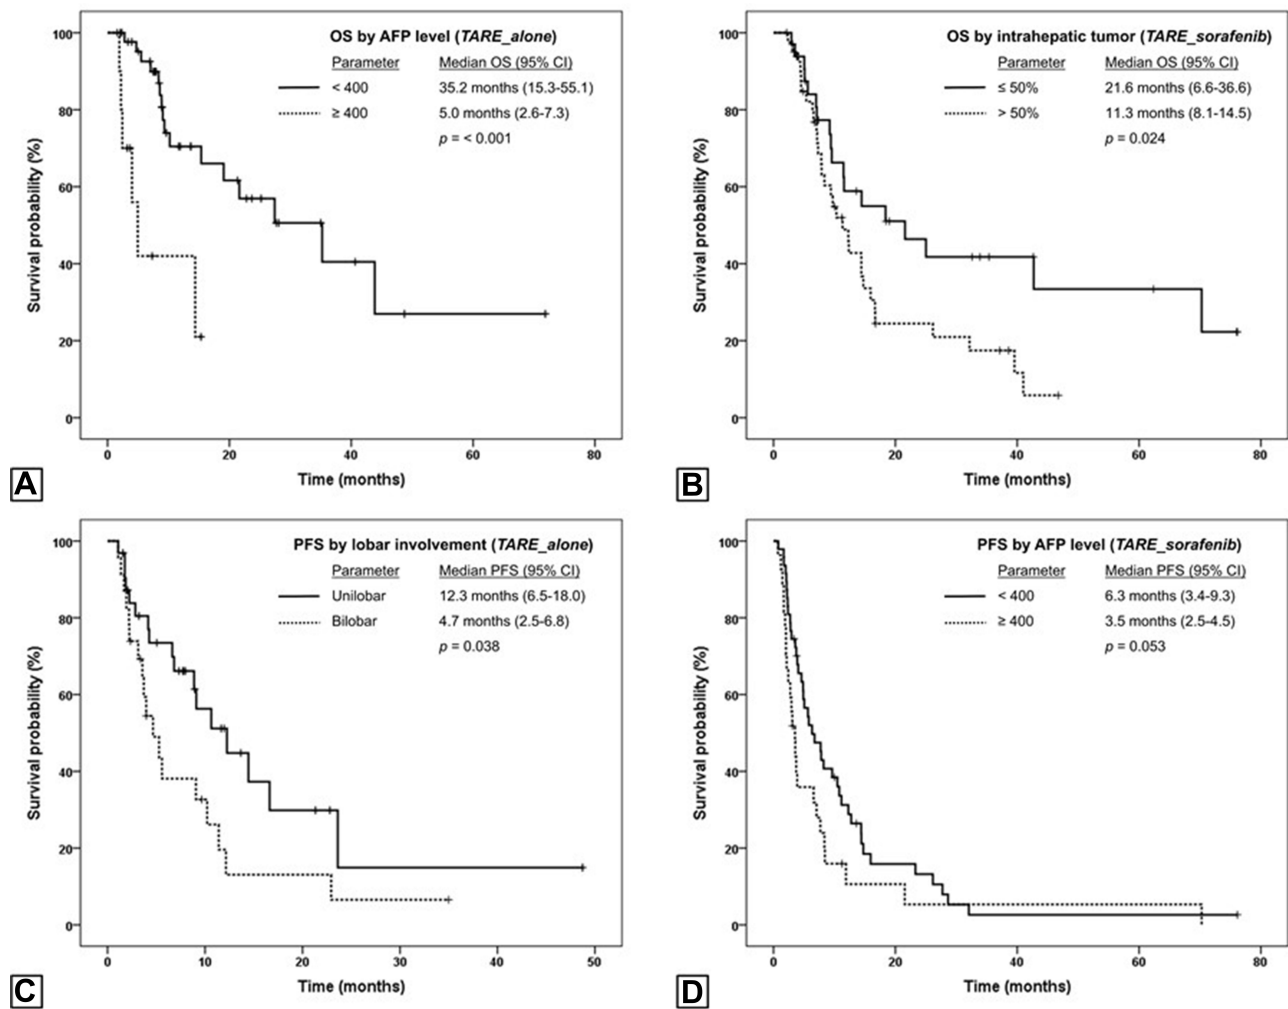 OS by AFP level (TARE_alone)
Parameter Median OS (95% CI)
< 400 35.2 months (15.3-55.1)
≥ 400 5.0 months (2.6-7.3)
p = < 0.001
100
80
60
40
20
0
Survival probability (%)
0 20 40 60 80
Time (months)
A
OS by intrahepatic tumor (TARE_sorafenib)
Parameter Median OS (95% CI)
≤ 50% 21.6 months (6.6-36.6)
> 50% 11.3 months (8.1-14.5)
p = 0.024
100
80
60
40
20
0
Survival probability (%)
0 20 40 60 80
Time (months)
B
PFS by lobar involvement (TARE_alone)
Parameter Median PFS (95% CI)
Unilobar 12.3 months (6.5-18.0)
Bilobar 4.7 months (2.5-6.8)
p = 0.038
100
80
60
40
20
0
Survival probability (%)
0 10 20 30 40 50
Time (months)
C
PFS by AFP level (TARE_sorafenib)
Parameter Median PFS (95% CI)
< 400 6.3 months (3.4-9.3)
≥ 400 3.5 months (2.5-4.5)
p = 0.053
100
80
60
40
20
0
Survival probability (%)
0 20 40 60 80
Time (months)
D